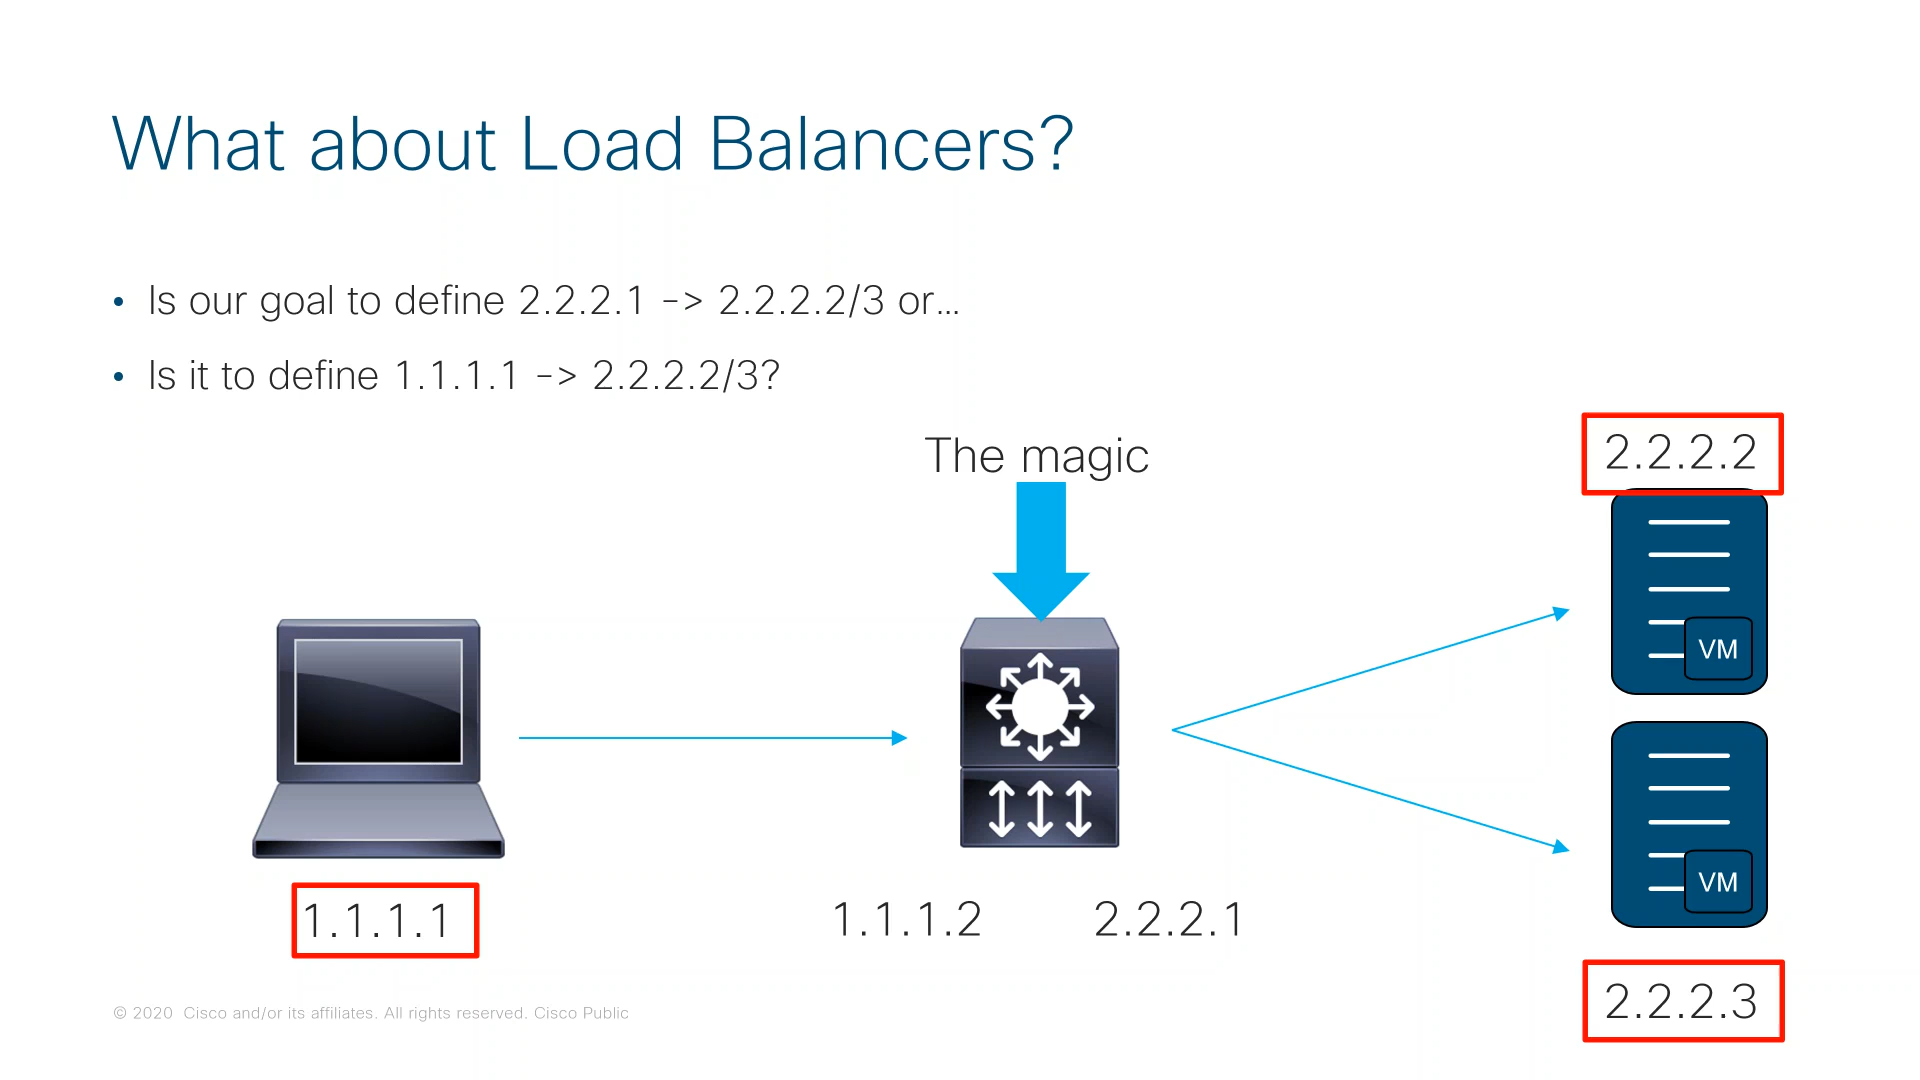 What about Load Balancers?
• Is our goal to define 2.2.2.1 -> 2.2.2.2/3 or…
• Is it to define 1.1.1.1 -> 2.2.2.2/3?
The magic
2.2.2.2
VM
VM
1.1.1.1
1.1.1.2
2.2.2.1
2.2.2.3
© 2020 Cisco and/or its affiliates. All rights reserved. Cisco Public